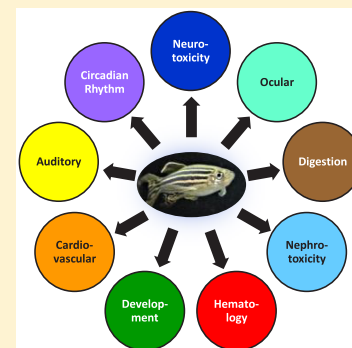 Neuro-
toxicity
Ocular
Digestion
Nephro-
toxicity
Hemato-
logy
Develop-
ment
Cardio-
vascular
Auditory
Circadian
Rhythm